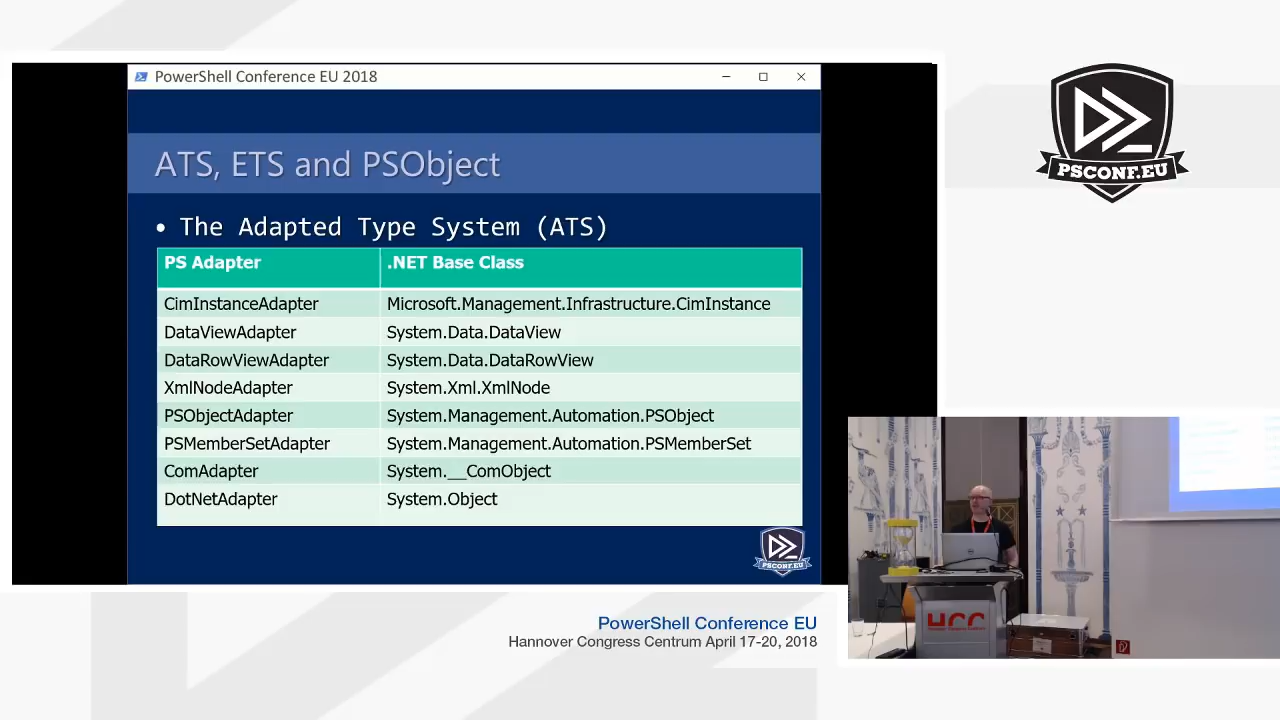 PowerShell Conference EU 2018
ATS, ETS and PSObject
• The Adapted Type System (ATS)
PS Adapter .NET Base Class
CimInstanceAdapter Microsoft.Management.Infrastructure.CimInstance
DataViewAdapter System.Data.DataView
DataRowViewAdapter System.Data.DataRowView
XmlNodeAdapter System.Xml.XmlNode
PSObjectAdapter System.Management.Automation.PSObject
PSMemberSetAdapter System.Management.Automation.PSMemberSet
ComAdapter System.__ComObject
DotNetAdapter System.Object
PSCONF.EU
PSCONF.EU
HCC
PowerShell Conference EU
Hannover Congress Centrum April 17-20, 2018